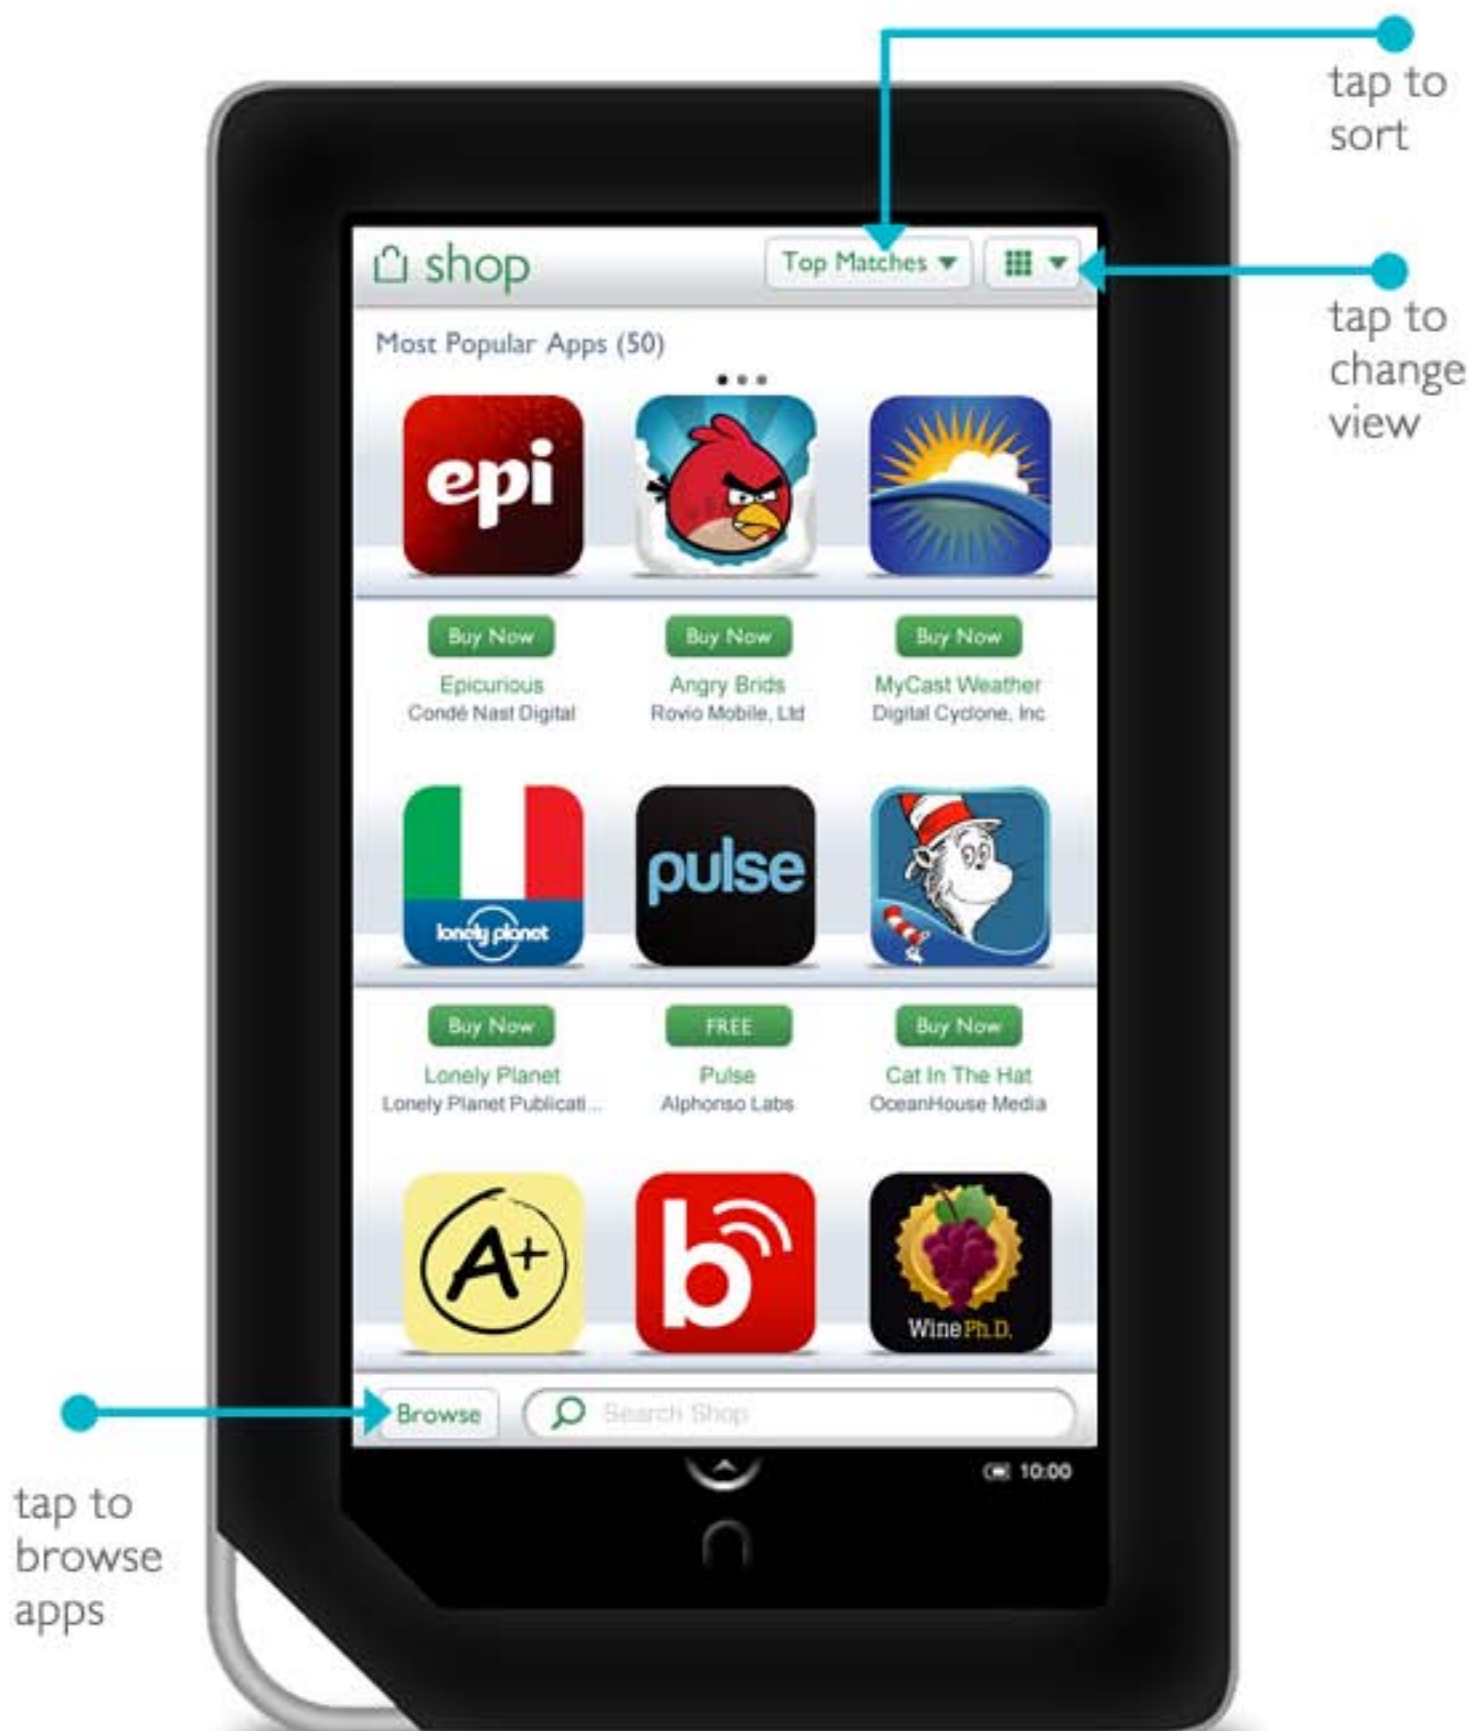 tap to
sort
shop
Top Matches
tap to
change
view
Most Popular Apps (50)
epi
Buy Now
Buy Now
Buy Now
Epicurious
Angry Brids
MyCast Weather
Condé Nast Digital
Rovio Mobile, Ltd
Digital Cyclone, Inc
lonely planet
pulse
Buy Now
FREE
Buy Now
Lonely Planet
Pulse
Cat In The Hat
Lonely Planet Publicati...
Alphonso Labs
OceanHouse Media
A+
b
Wine Ph.D.
Browse
Search Shop
10:00
tap to
browse
apps